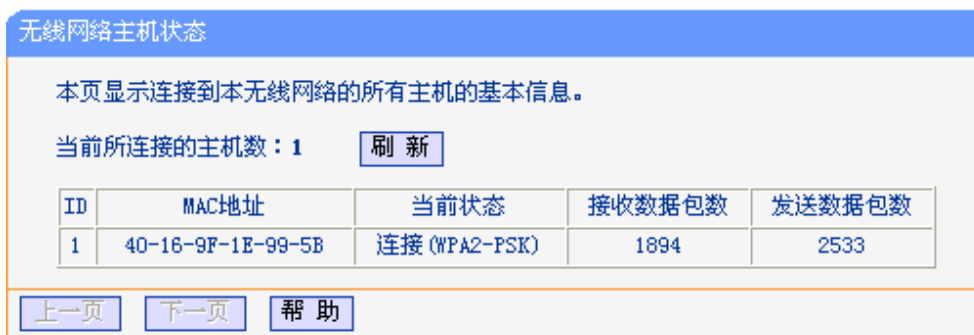 无线网络主机状态
本页显示连接到本无线网络的所有主机的基本信息。
当前所连接的主机数：1 刷 新
ID MAC地址 当前状态 接收数据包数 发送数据包数
1 40-16-9F-1E-99-5B 连接(WPA2-PSK) 1894 2533
上一页 下一页 帮 助